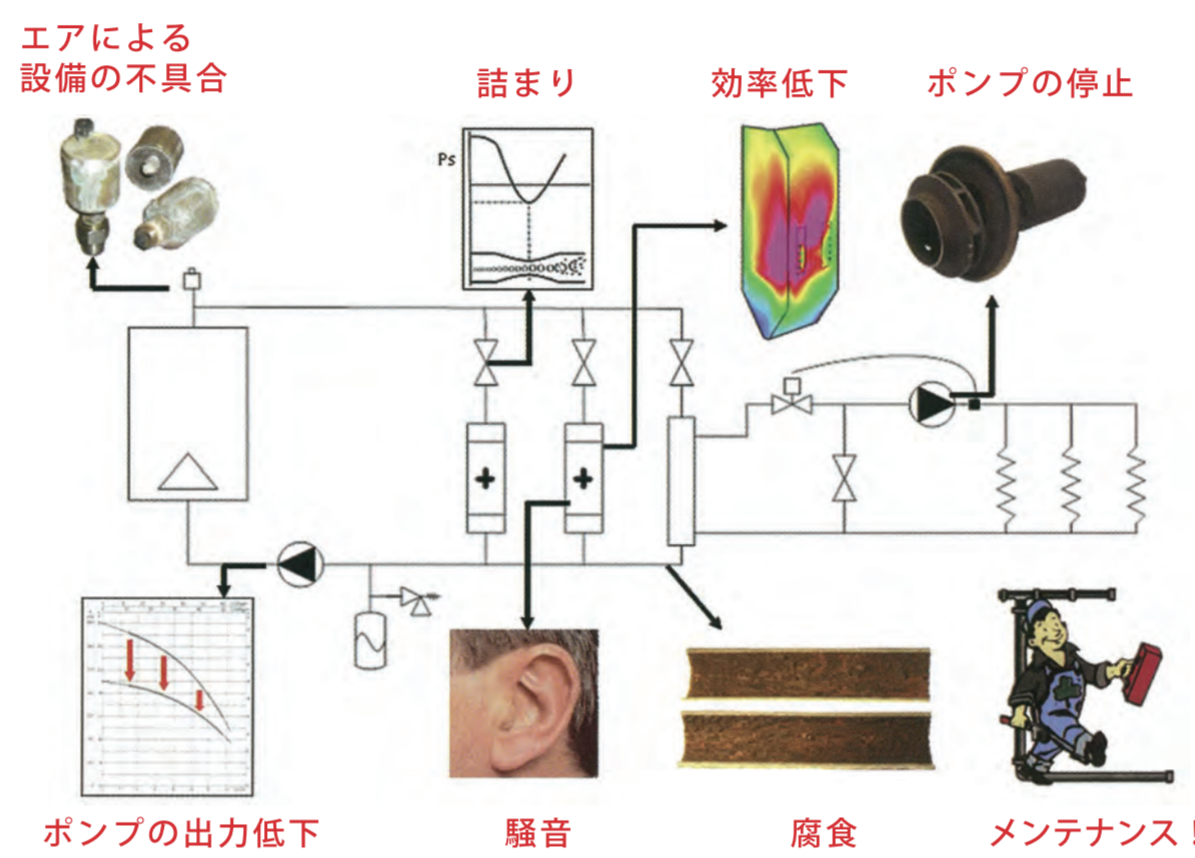 エアによる
設備の不具合
詰まり
効率低下
ポンプの停止
Ps
ポンプの出力低下
騒音
腐食
メンテナンス!